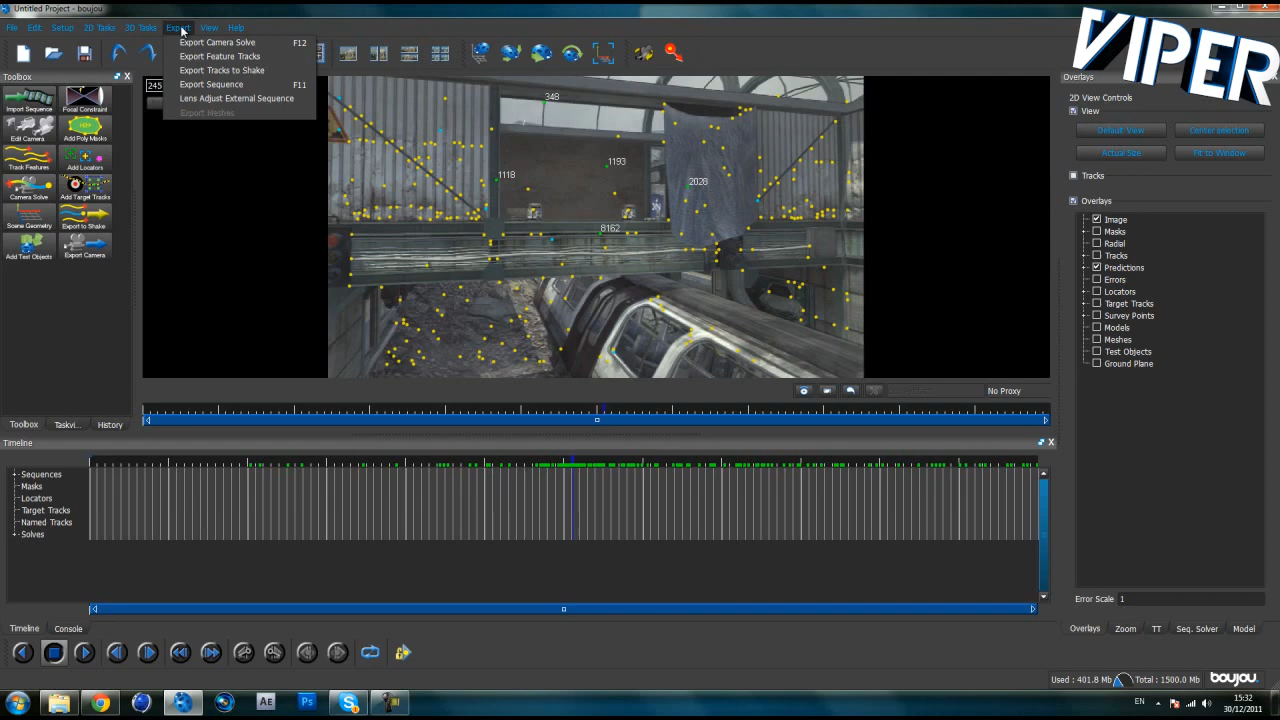 Untitled Project - boujou
File Edit Setup 2D Tasks 3D Tasks Export View Help
VIPER
Export Camera Solve F12
Export Feature Tracks
Export Tracks to Shake
Export Sequence F11
Lens Adjust External Sequence
Export Meshes
Toolbox
Import Sequence Focal Constraint
Edit Camera Add Poly Masks
Track Features Add Locators
Camera Solve Add Target Tracks
Scene Geometry Export to Shake
Add Test Objects Export Camera
245
348
1193
1118
2028
8162
Overlays
2D View Controls
View
Default View Center selection
Actual Size Fit to Window
Tracks
Overlays
Image
Masks
Radial
Tracks
Predictions
Errors
Locators
Target Tracks
Survey Points
Models
Meshes
Test Objects
Ground Plane
No Proxy
Toolbox Taskvi... History
Timeline
Sequences
Masks
Locators
Target Tracks
Named Tracks
Solves
Error Scale 1
Timeline Console
Overlays Zoom TT Seq. Solver Model
Used : 401.8 Mb Total : 1500.0 Mb boujou
Ae Ps
EN 15:32
30/12/2011